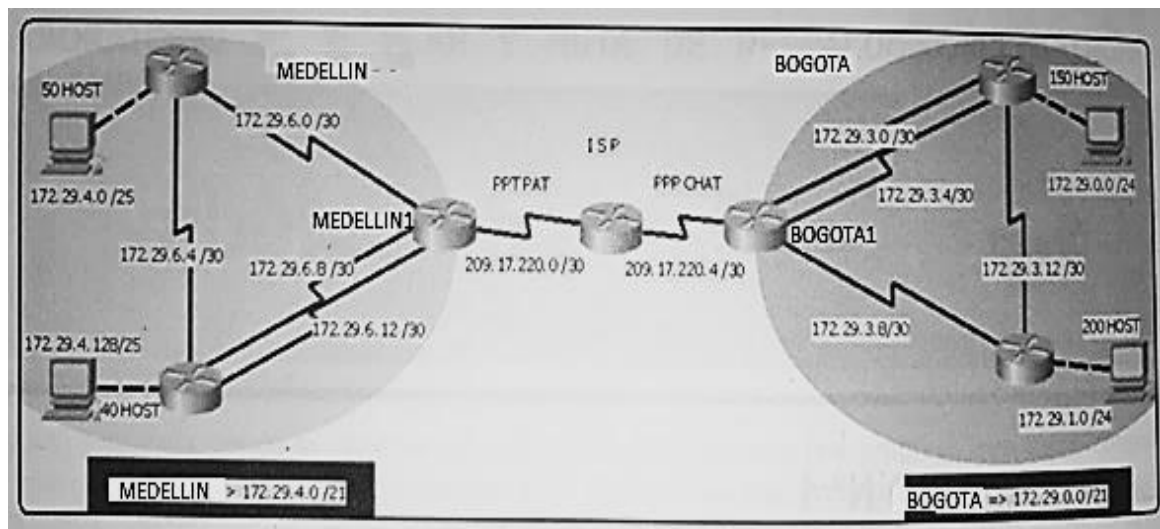 MEDELLIN
50 HOST
172.29.6.0 /30
172.29.4.0 /25
172.29.6.4 /30
MEDELLIN1
172.29.6.8 /30
172.29.6.12 /30
172.29.4.128/25
40 HOST
MEDELLIN > 172.29.4.0 /21
ISP
PPT PAT
PPP CHAT
209.17.220.0 /30
209.17.220.4 /30
BOGOTA
150 HOST
172.29.3.0 /30
172.29.0.0 /24
172.29.3.4/30
BOGOTA1
172.29.3.12 /30
172.29.3.8/30
200 HOST
172.29.1.0 /24
BOGOTA => 172.29.0.0 /21